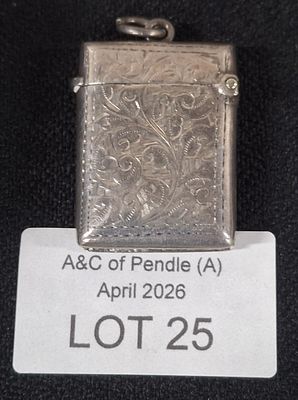 A&C of Pendle (A)
April 2026
LOT 25